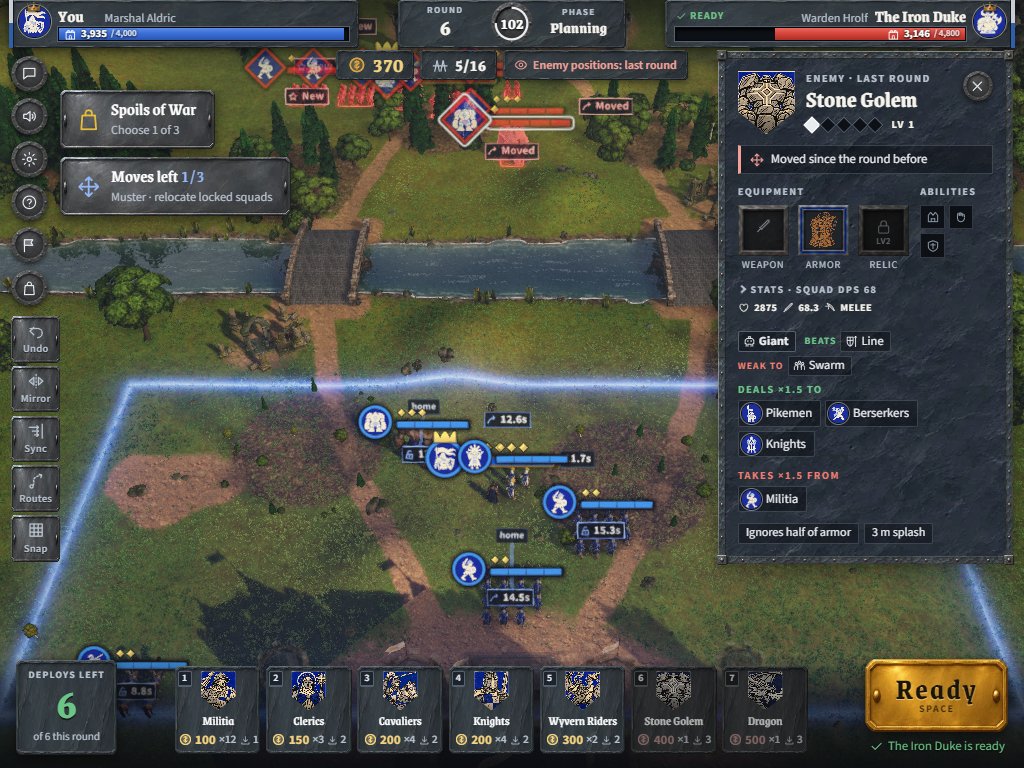 You
Marshal Aldric
3,935 / 4,000
ROUND
6
102
PHASE
Planning
READY
Warden Hrolf
The Iron Duke
3,146 / 4,800
370
5/16
Enemy positions: last round
New
Moved
Moved
Spoils of War
Choose 1 of 3
Moves left 1/3
Muster · relocate locked squads
Undo
Mirror
Sync
Routes
Snap
home
12.6s
1.7s
15.3s
home
14.5s
8.8s
ENEMY · LAST ROUND
Stone Golem
LV 1
Moved since the round before
EQUIPMENT
ABILITIES
LV2
WEAPON
ARMOR
RELIC
STATS · SQUAD DPS 68
2875
68.3
MELEE
Giant
BEATS
Line
WEAK TO
Swarm
DEALS ×1.5 TO
Pikemen
Berserkers
Knights
TAKES ×1.5 FROM
Militia
Ignores half of armor
3 m splash
DEPLOYS LEFT
6
of 6 this round
1
Militia
100 ×12 1
2
Clerics
150 ×3 2
3
Cavaliers
200 ×4 2
4
Knights
200 ×4 2
5
Wyvern Riders
300 ×2 2
6
Stone Golem
400 ×1 3
7
Dragon
500 ×1 3
Ready
SPACE
The Iron Duke is ready